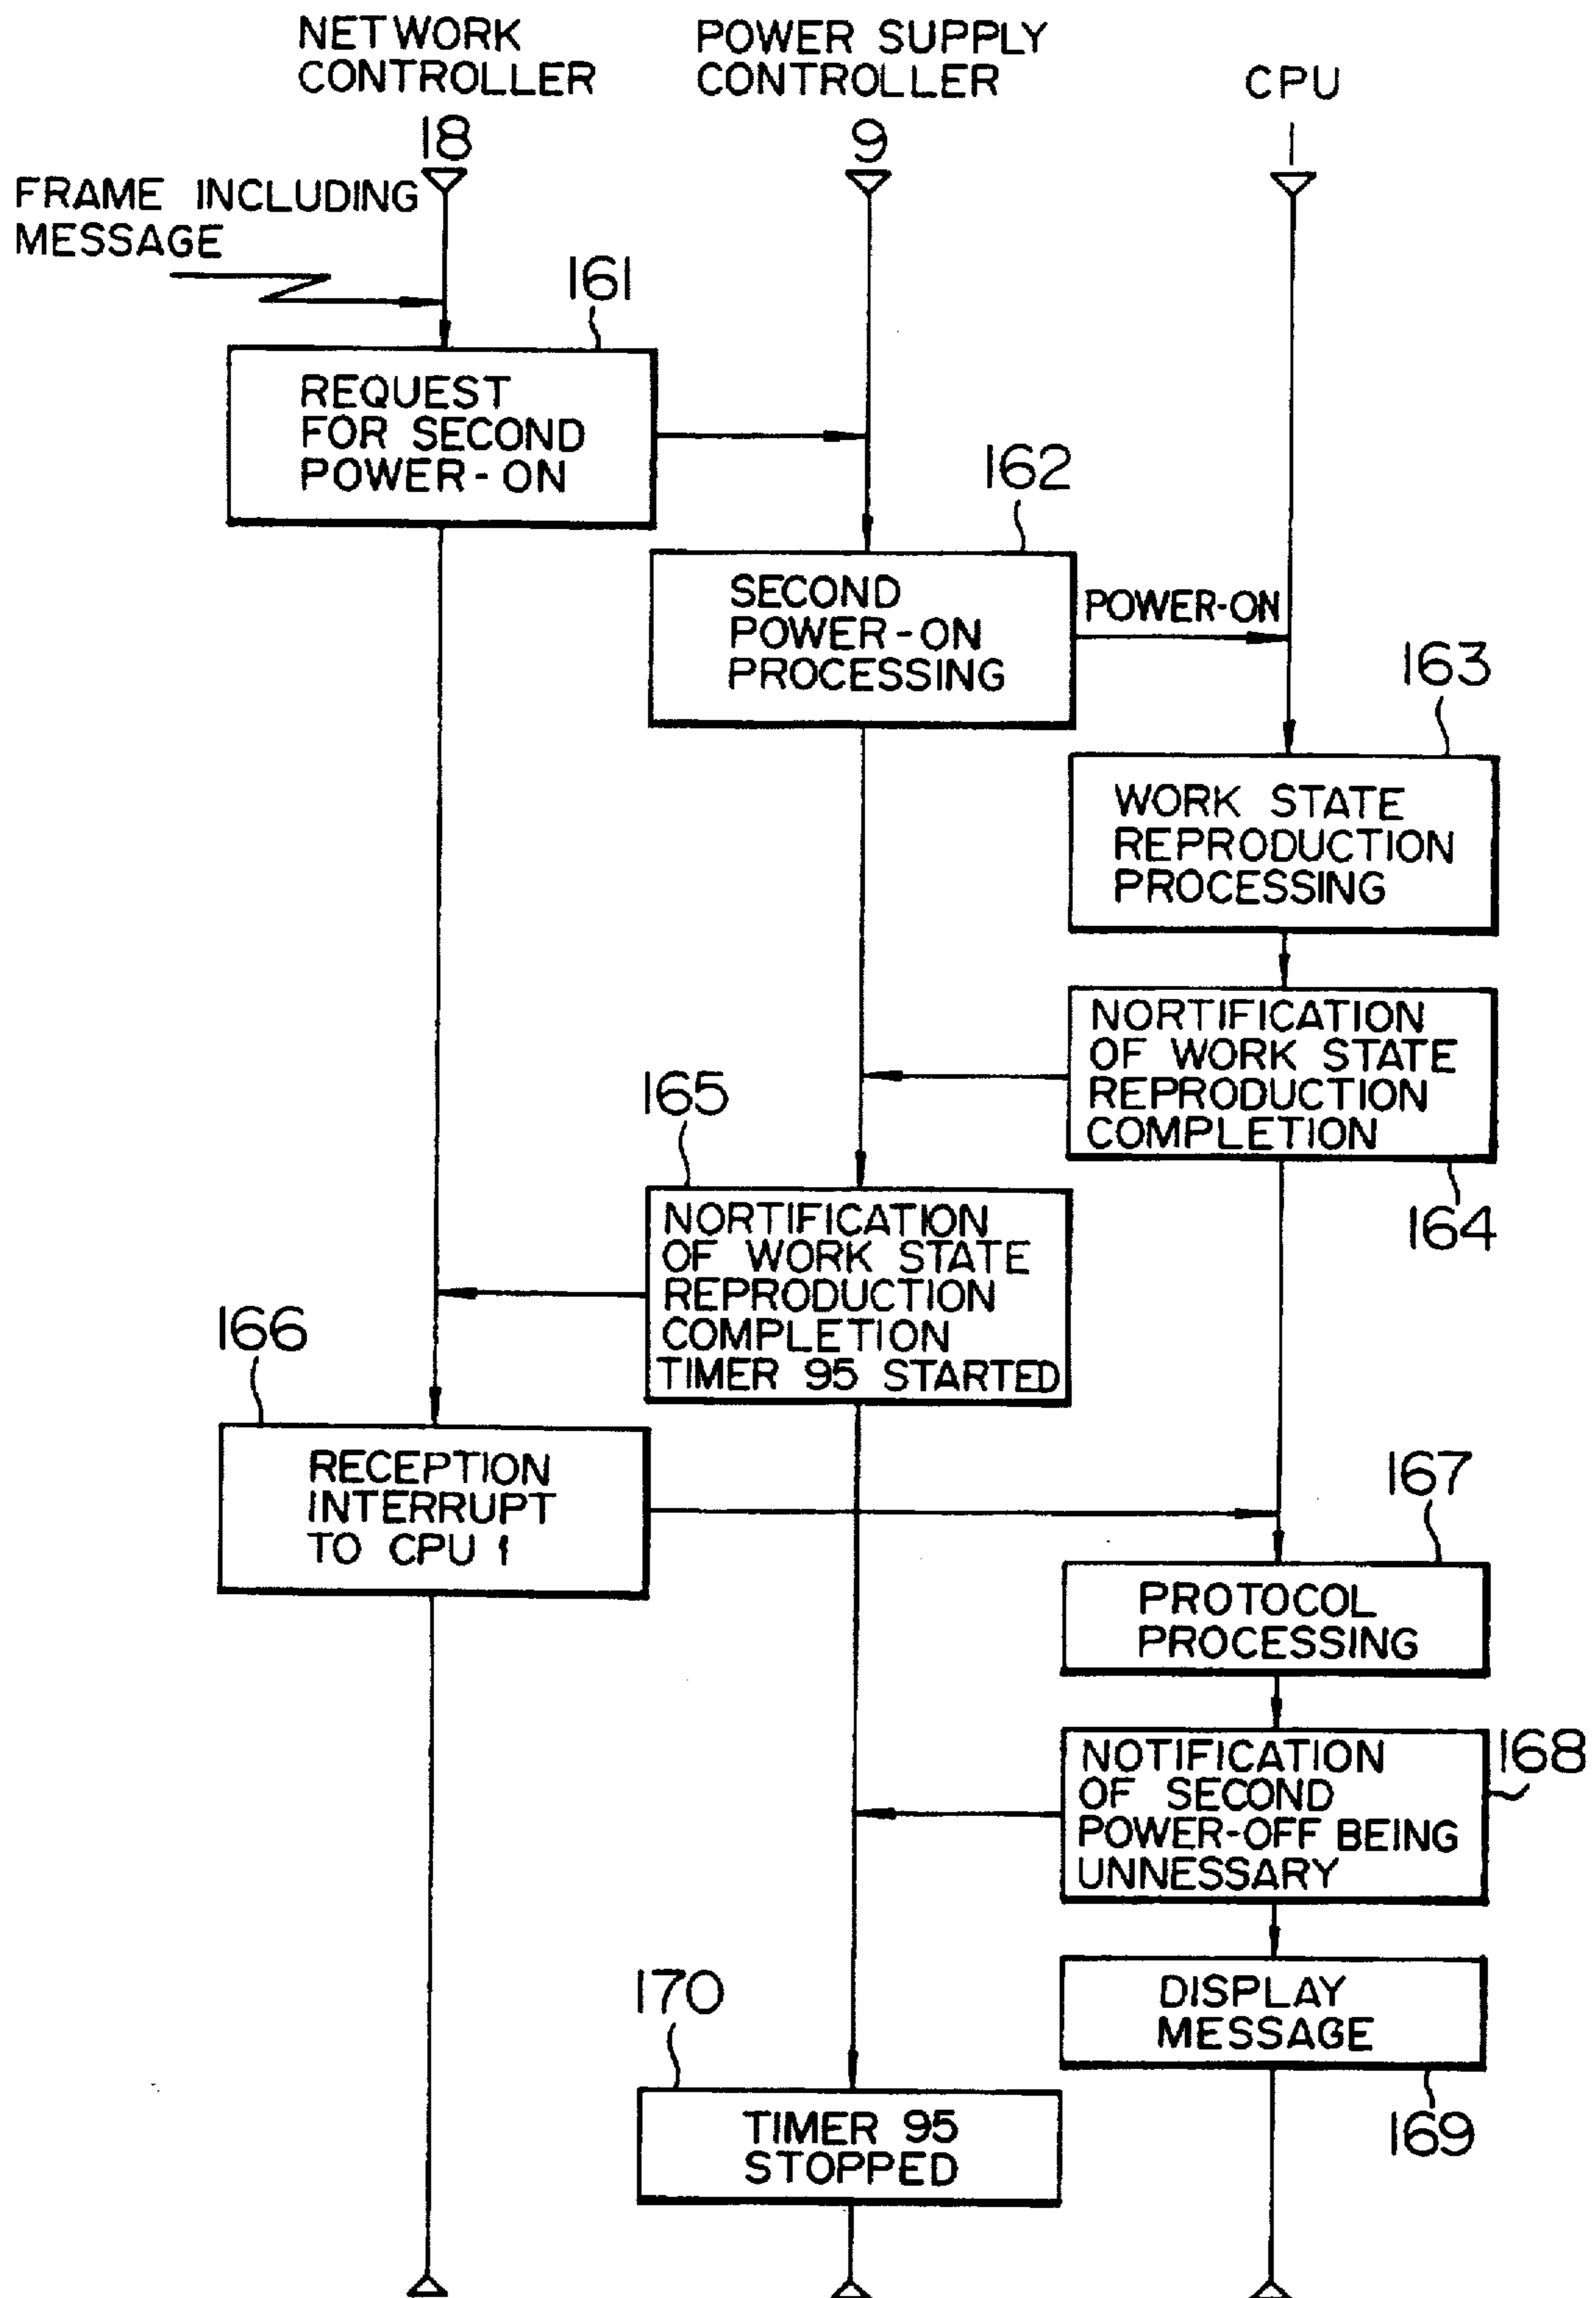 NETWORK
CONTROLLER
18
POWER SUPPLY
CONTROLLER
9
CPU
1
FRAME INCLUDING
MESSAGE
161
REQUEST
FOR SECOND
POWER-ON
162
SECOND
POWER-ON
PROCESSING
POWER-ON
163
WORK STATE
REPRODUCTION
PROCESSING
NORTIFICATION
OF WORK STATE
REPRODUCTION
COMPLETION
164
165
NORTIFICATION
OF WORK STATE
REPRODUCTION
COMPLETION
TIMER 95 STARTED
166
RECEPTION
INTERRUPT
TO CPU 1
167
PROTOCOL
PROCESSING
168
NOTIFICATION
OF SECOND
POWER-OFF BEING
UNNESSARY
DISPLAY
MESSAGE
169
170
TIMER 95
STOPPED